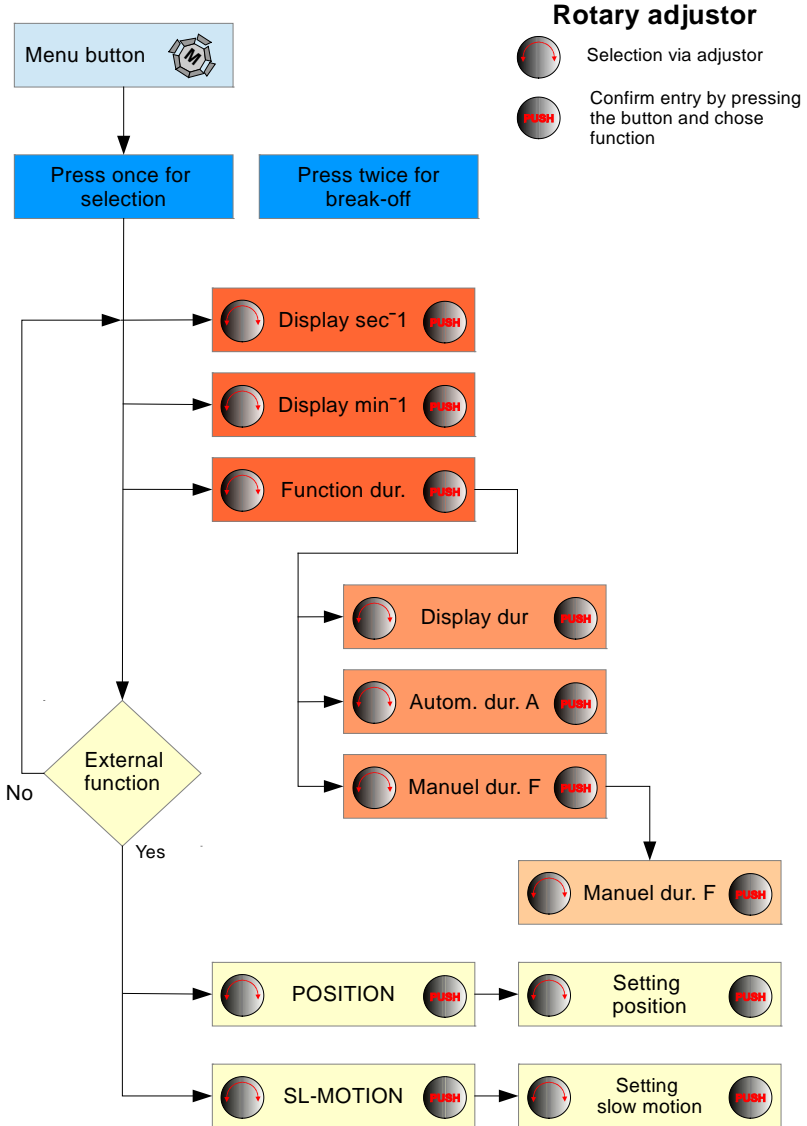 Rotary adjustor
Menu button
M
Selection via adjustor
PUSH
Confirm entry by pressing
the button and chose
function
Press once for
selection
Press twice for
break-off
Display sec⁻1
PUSH
Display min⁻1
PUSH
Function dur.
PUSH
Display dur
PUSH
Autom. dur. A
PUSH
Manuel dur. F
PUSH
External
function
No
Yes
Manuel dur. F
PUSH
POSITION
PUSH
Setting
position
PUSH
SL-MOTION
PUSH
Setting
slow motion
PUSH